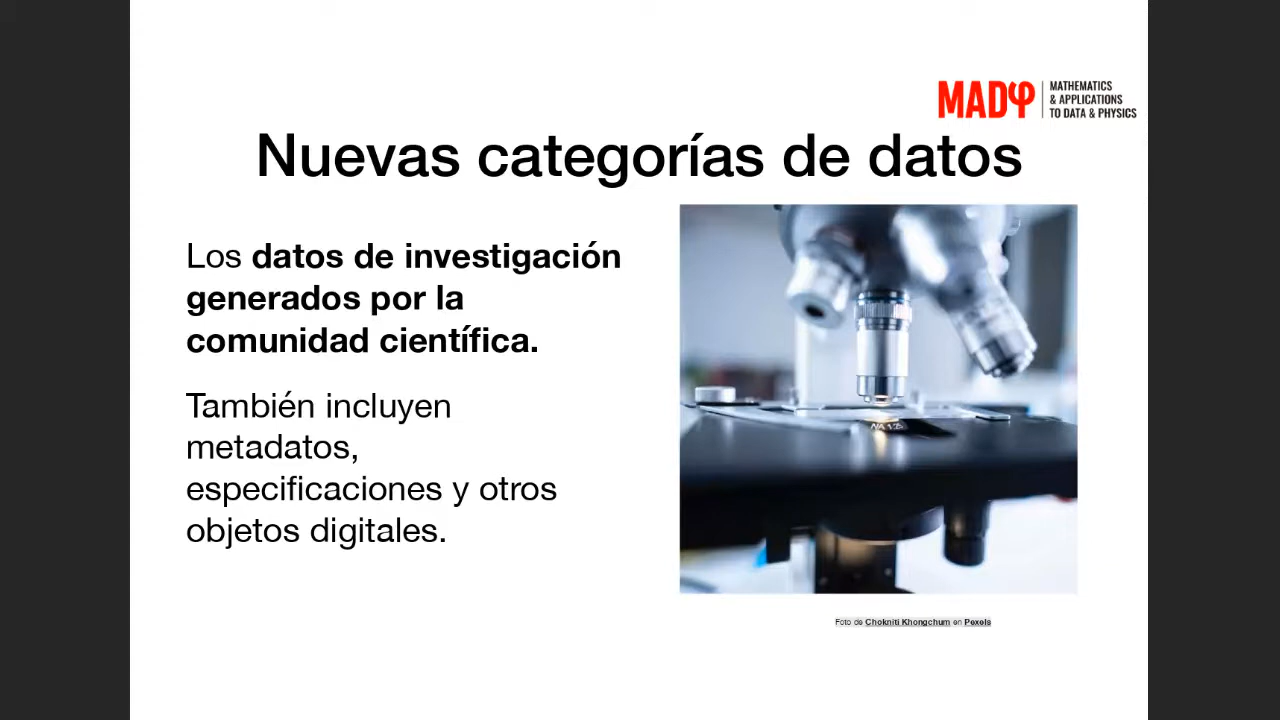 MADφ
MATHEMATICS
& APPLICATIONS
TO DATA & PHYSICS
Nuevas categorías de datos
Los datos de investigación
generados por la
comunidad científica.
También incluyen
metadatos,
especificaciones y otros
objetos digitales.
Foto de Chokniti Khongchum en Pexels